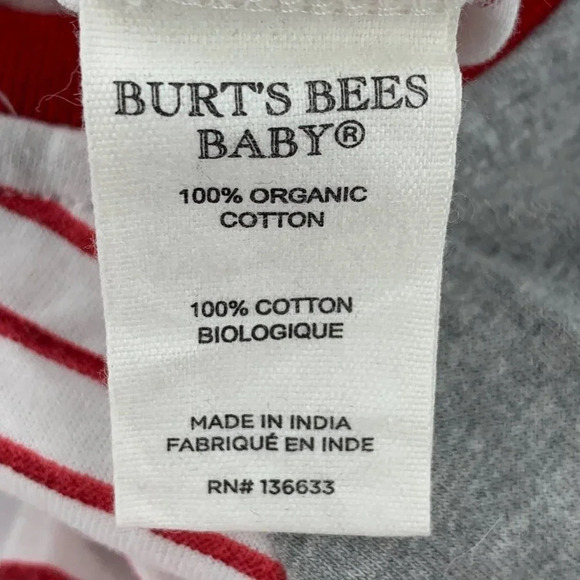 BURT'S BEES
BABY®
100% ORGANIC
COTTON
100% COTTON
BIOLOGIQUE
MADE IN INDIA
FABRIQUÉ EN INDE
RN# 136633